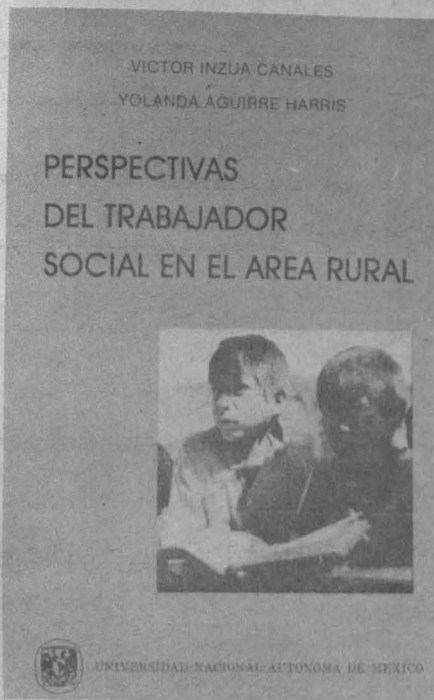 VICTOR INZUA CANALES
YOLANDA AGUIRRE HARRIS
PERSPECTIVAS
DEL TRABAJADOR
SOCIAL EN EL AREA RURAL
UNIVERSIDAD NACIONAL AUTONOMA DE MEXICO